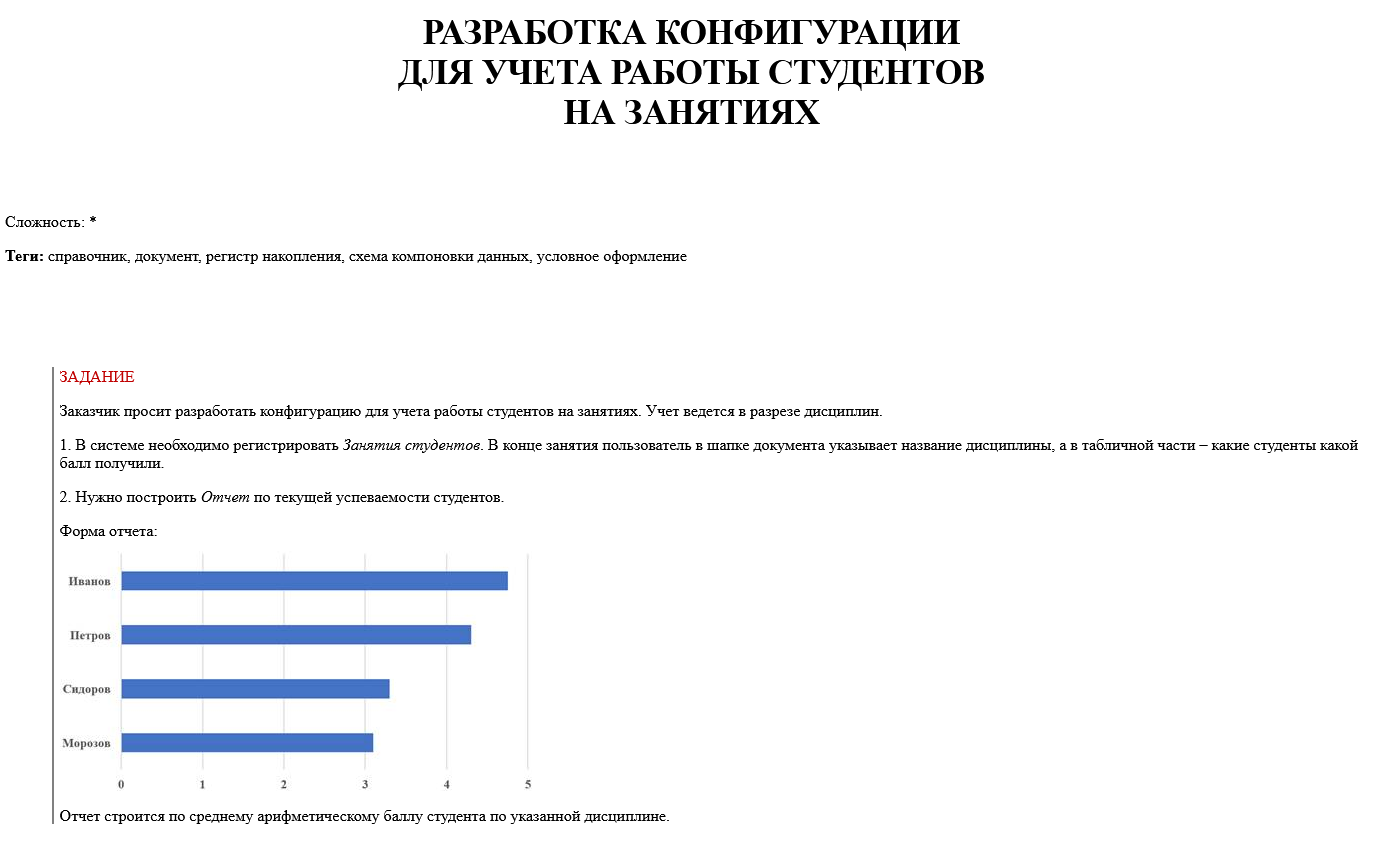 РАЗРАБОТКА КОНФИГУРАЦИИ
ДЛЯ УЧЕТА РАБОТЫ СТУДЕНТОВ
НА ЗАНЯТИЯХ
Сложность: *
Теги: справочник, документ, регистр накопления, схема компоновки данных, условное оформление
ЗАДАНИЕ
Заказчик просит разработать конфигурацию для учета работы студентов на занятиях. Учет ведется в разрезе дисциплин.
1. В системе необходимо регистрировать Занятия студентов. В конце занятия пользователь в шапке документа указывает название дисциплины, а в табличной части – какие студенты какой
балл получили.
2. Нужно построить Отчет по текущей успеваемости студентов.
Форма отчета:
Иванов
Петров
Сидоров
Морозов
0 1 2 3 4 5
Отчет строится по среднему арифметическому баллу студента по указанной дисциплине.